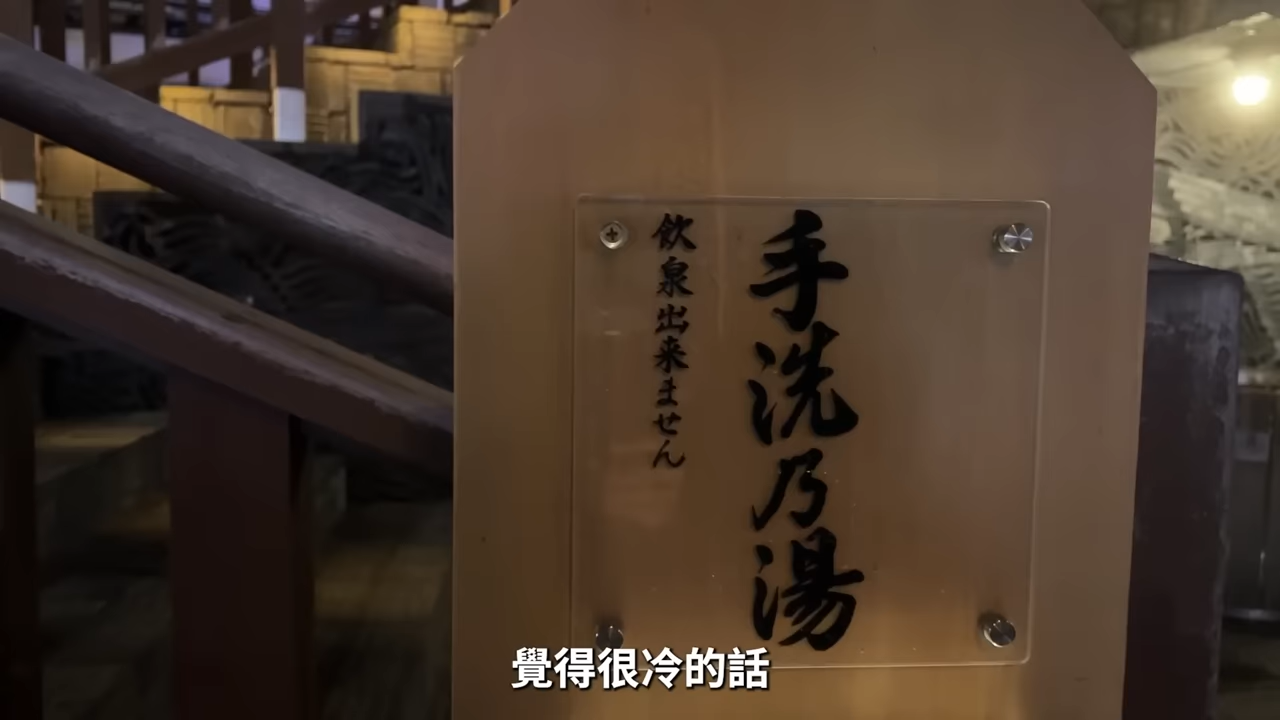 手洗乃湯
飲泉出来ません
覺得很冷的話